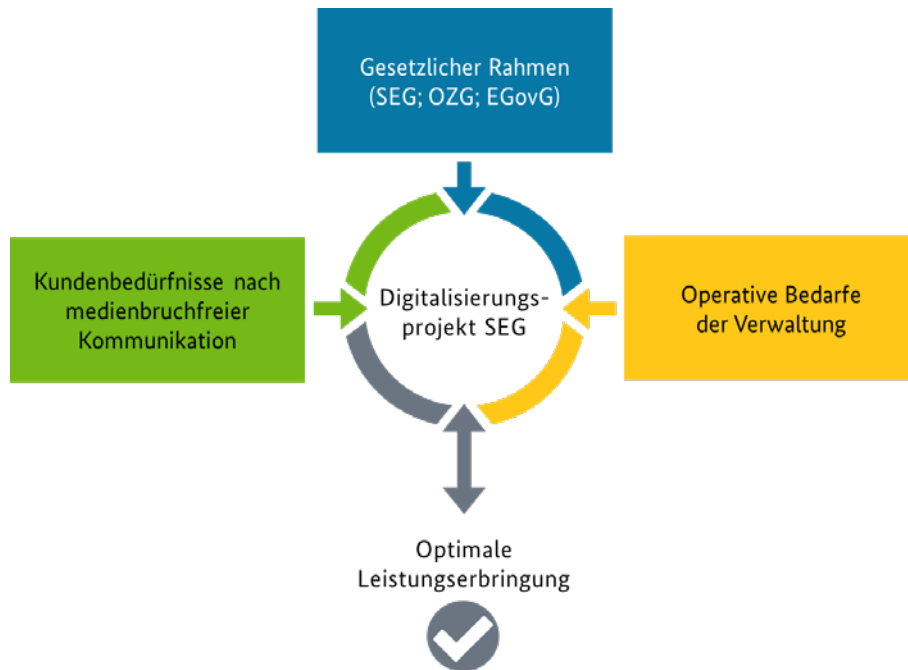 Gesetzlicher Rahmen
(SEG; OZG; EGovG)
Kundenbedürfnisse nach
medienbruchfreier
Kommunikation
Digitalisierungs-
projekt SEG
Operative Bedarfe
der Verwaltung
Optimale
Leistungserbringung